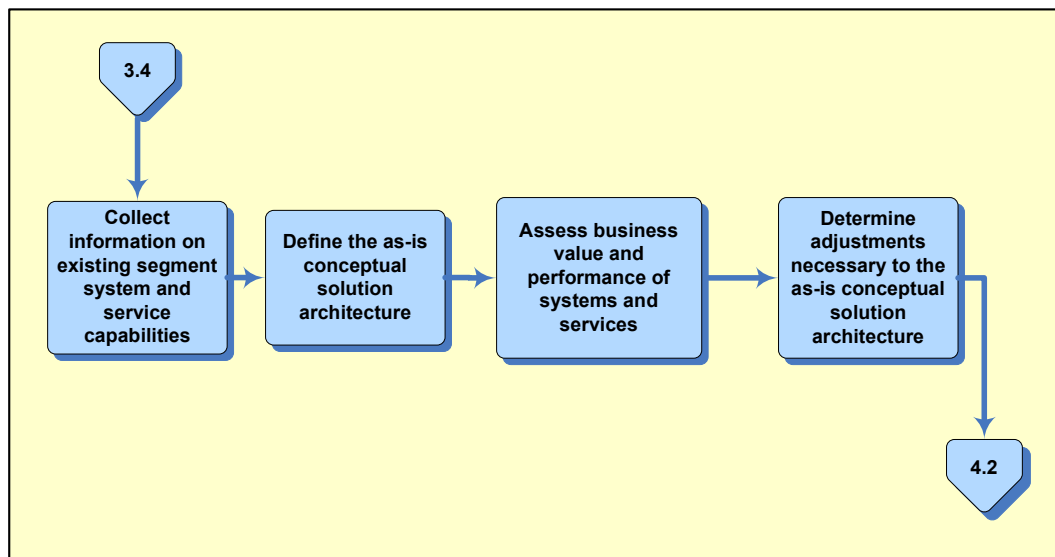 3.4
Collect
information on
existing segment
system and
service
capabilities
Define the as-is
conceptual
solution
architecture
Assess business
value and
performance of
systems and
services
Determine
adjustments
necessary to the
as-is conceptual
solution
architecture
4.2